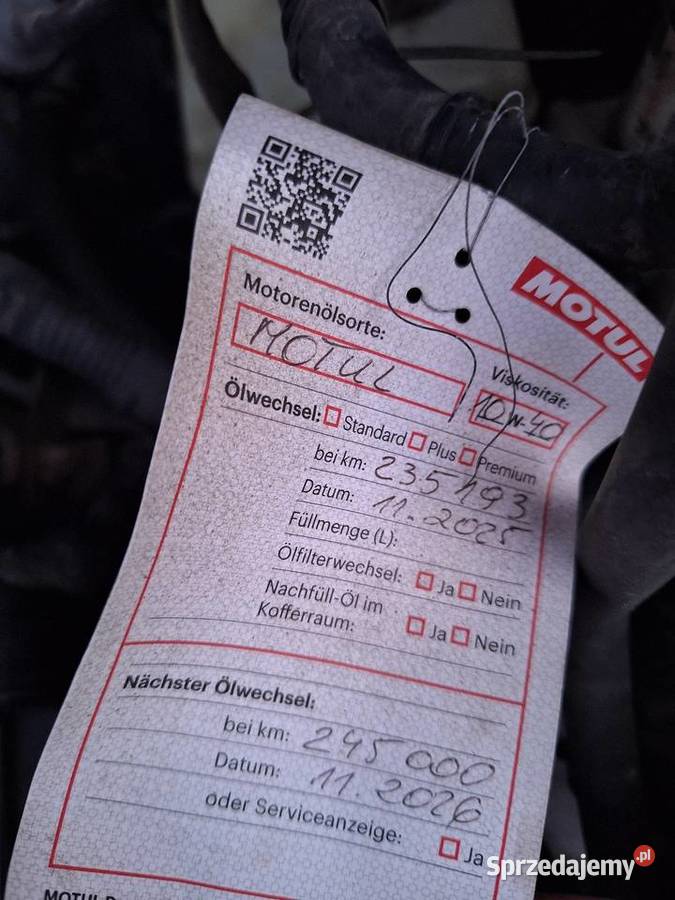 MOTUL
Motorenölsorte:
MOTUL
Viskosität:
10W-40
Ölwechsel: Standard Plus Premium
bei km: 235193
Datum: 11.2025
Füllmenge (L):
Ölfilterwechsel: Ja Nein
Nachfüll-Öl im
Kofferraum: Ja Nein
Nächster Ölwechsel:
bei km: 245000
Datum: 11.2026
oder Serviceanzeige: Ja
Sprzedajemy.pl